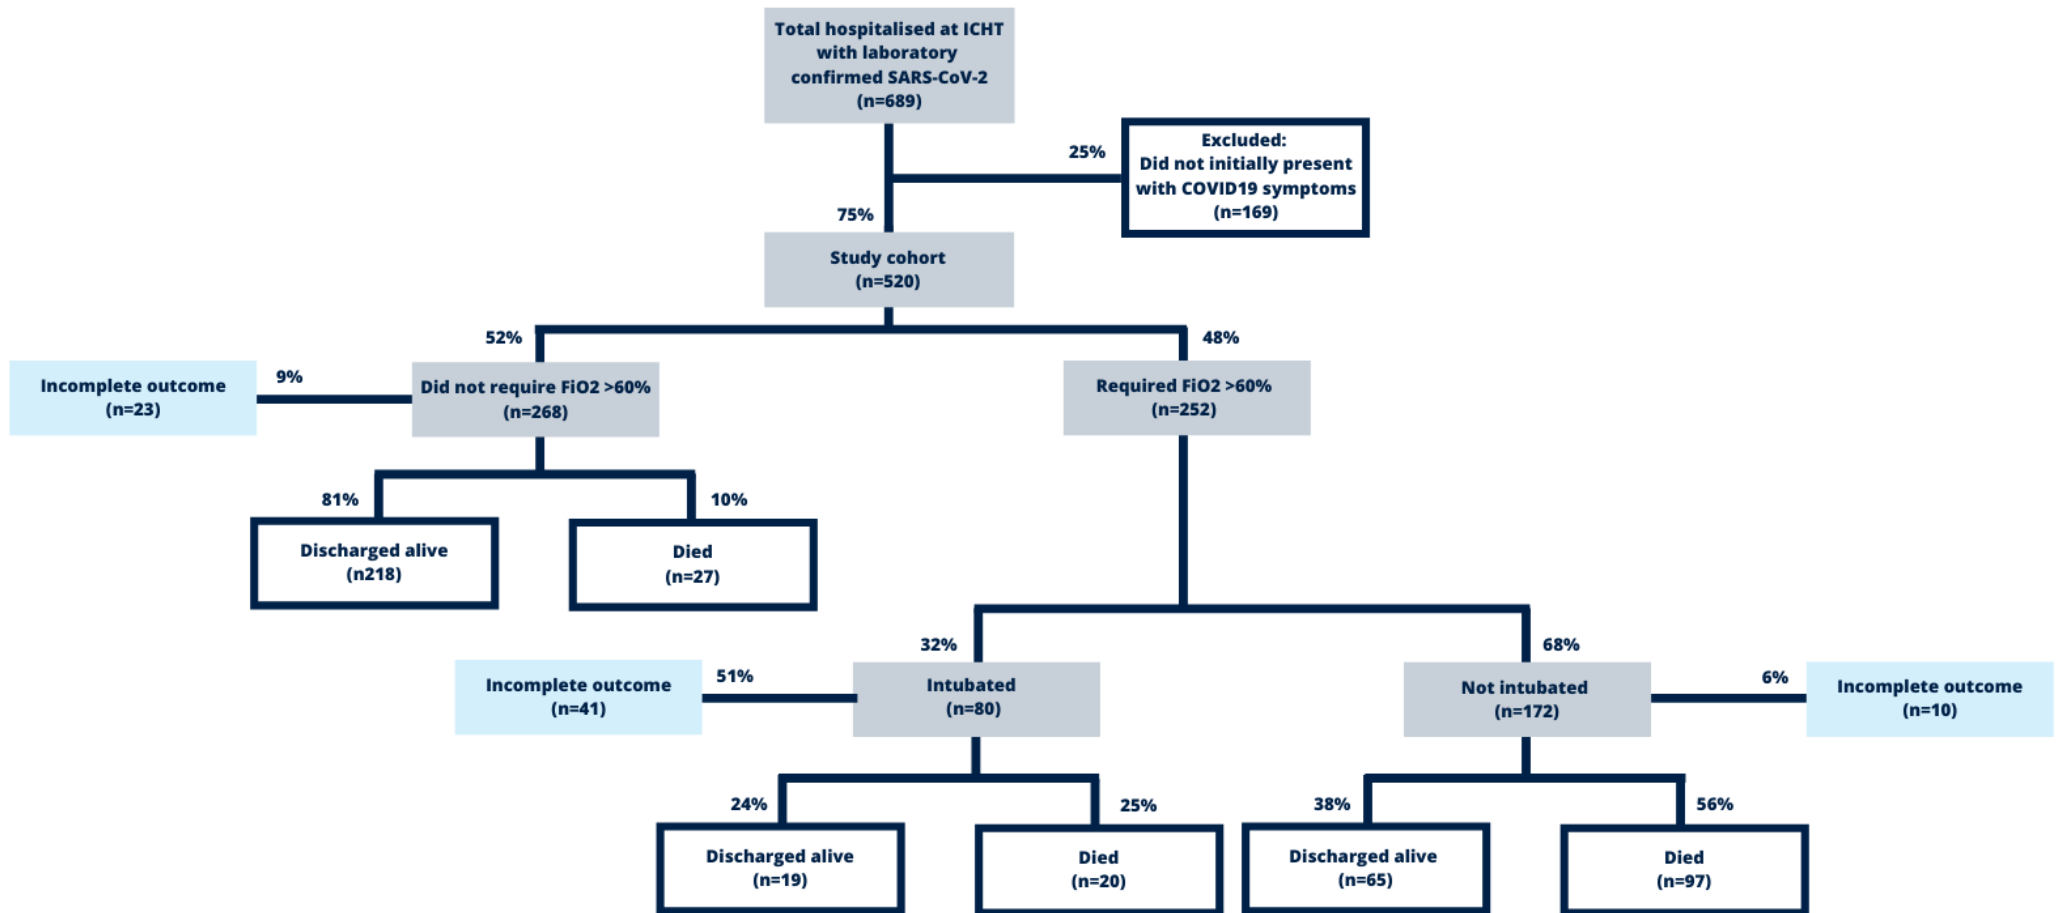 Total hospitalised at ICHT
with laboratory
confirmed SARS-CoV-2
(n=689)
25%
Excluded:
Did not initially present
with COVID19 symptoms
(n=169)
75%
Study cohort
(n=520)
52%
48%
Incomplete outcome
(n=23)
9%
Did not require FiO2 >60%
(n=268)
Required FiO2 >60%
(n=252)
81%
10%
Discharged alive
(n218)
Died
(n=27)
32%
68%
Incomplete outcome
(n=41)
51%
Intubated
(n=80)
Not intubated
(n=172)
6%
Incomplete outcome
(n=10)
24%
25%
38%
56%
Discharged alive
(n=19)
Died
(n=20)
Discharged alive
(n=65)
Died
(n=97)